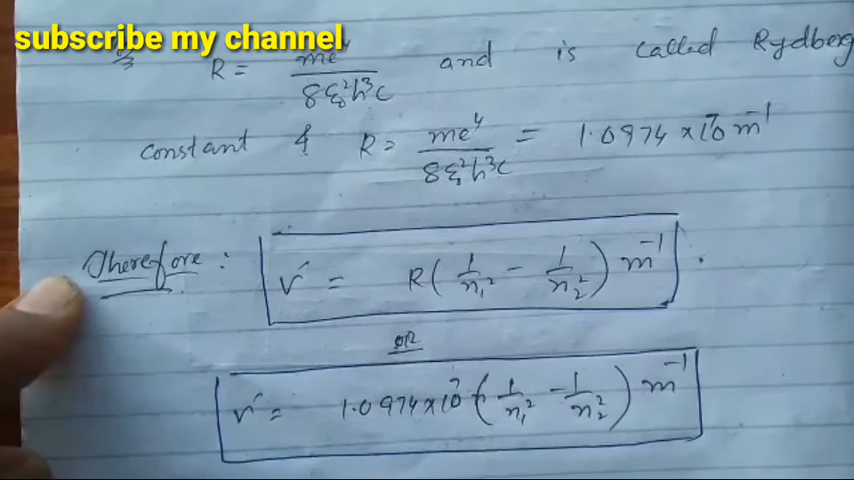 subscribe my channel
R = me⁴/8ε₀²h³c and is called Rydberg
constant & R = me⁴/8ε₀²h³c = 1.0974 × 10⁷ m⁻¹
Therefore : ν̄ = R(1/n₁² - 1/n₂²) m⁻¹ .
OR
ν̄ = 1.0974 × 10⁷ (1/n₁² - 1/n₂²) m⁻¹